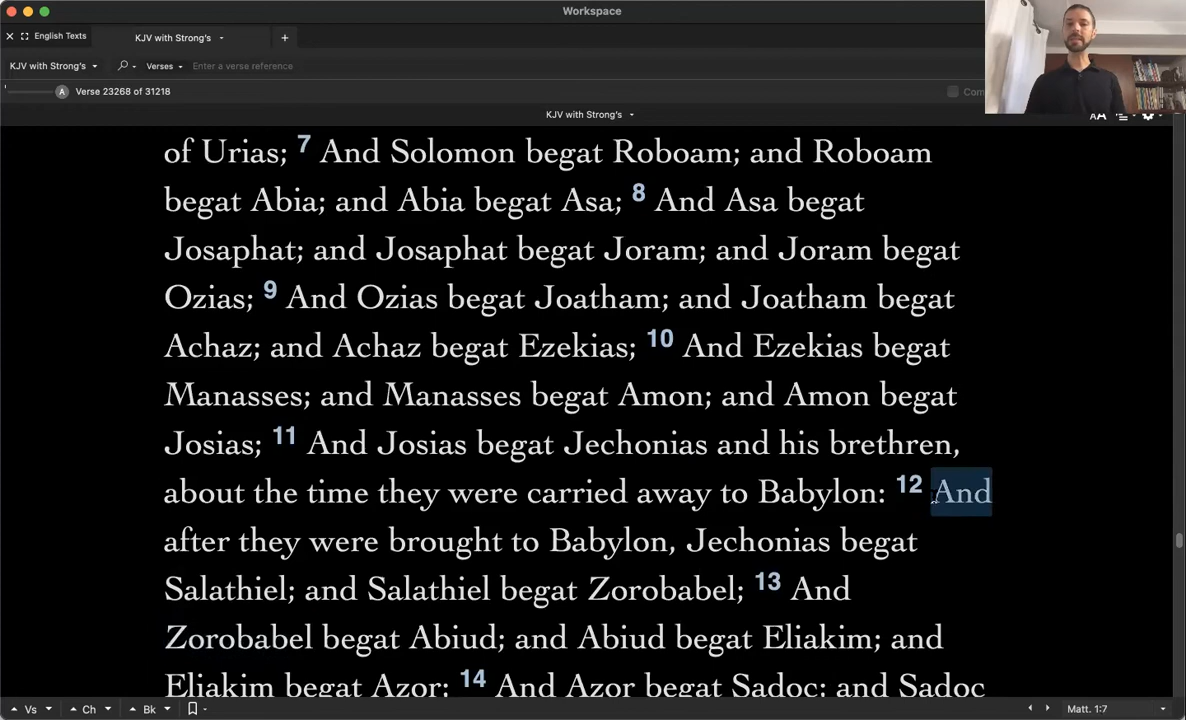 Workspace
English Texts
KJV with Strong's
+
KJV with Strong's
Verses
Enter a verse reference
A
Verse 23268 of 31218
KJV with Strong's
AA
of Urias; 7 And Solomon begat Roboam; and Roboam
begat Abia; and Abia begat Asa; 8 And Asa begat
Josaphat; and Josaphat begat Joram; and Joram begat
Ozias; 9 And Ozias begat Joatham; and Joatham begat
Achaz; and Achaz begat Ezekias; 10 And Ezekias begat
Manasses; and Manasses begat Amon; and Amon begat
Josias; 11 And Josias begat Jechonias and his brethren,
about the time they were carried away to Babylon: 12 And
after they were brought to Babylon, Jechonias begat
Salathiel; and Salathiel begat Zorobabel; 13 And
Zorobabel begat Abiud; and Abiud begat Eliakim; and
Eliakim begat Azor; 14 And Azor begat Sadoc; and Sadoc
Vs
Ch
Bk
Matt. 1:7